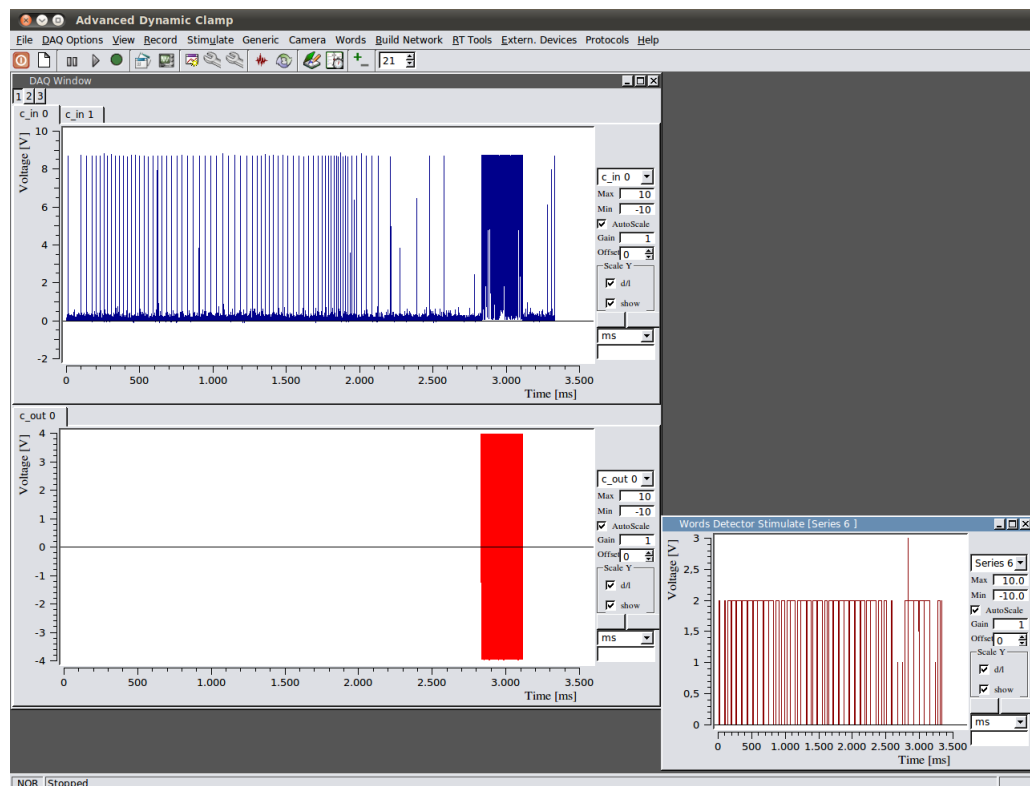 Advanced Dynamic Clamp
File DAQ Options View Record Stimulate Generic Camera Words Build Network RT Tools Extern. Devices Protocols Help
21
DAQ Window
1 2 3
c_in 0 c_in 1
Voltage [V]
10
8
6
4
2
0
-2
0 500 1.000 1.500 2.000 2.500 3.000 3.500
Time [ms]
c_in 0
Max 10
Min -10
AutoScale
Gain 1
Offset 0
Scale Y
d/l
show
ms
c_out 0
Voltage [V]
4
3
2
1
0
-1
-2
-3
-4
0 500 1.000 1.500 2.000 2.500 3.000 3.500
Time [ms]
c_out 0
Max 10
Min -10
AutoScale
Gain 1
Offset 0
Scale Y
d/l
show
ms
Words Detector Stimulate [Series 6 ]
Voltage [V]
3
2,5
2
1,5
1
0,5
0
0 500 1.000 1.500 2.000 2.500 3.000 3.500
Time [ms]
Series 6
Max 10.0
Min -10.0
AutoScale
Gain 1
Offset 0
Scale Y
d/l
show
ms
NOR Stopped